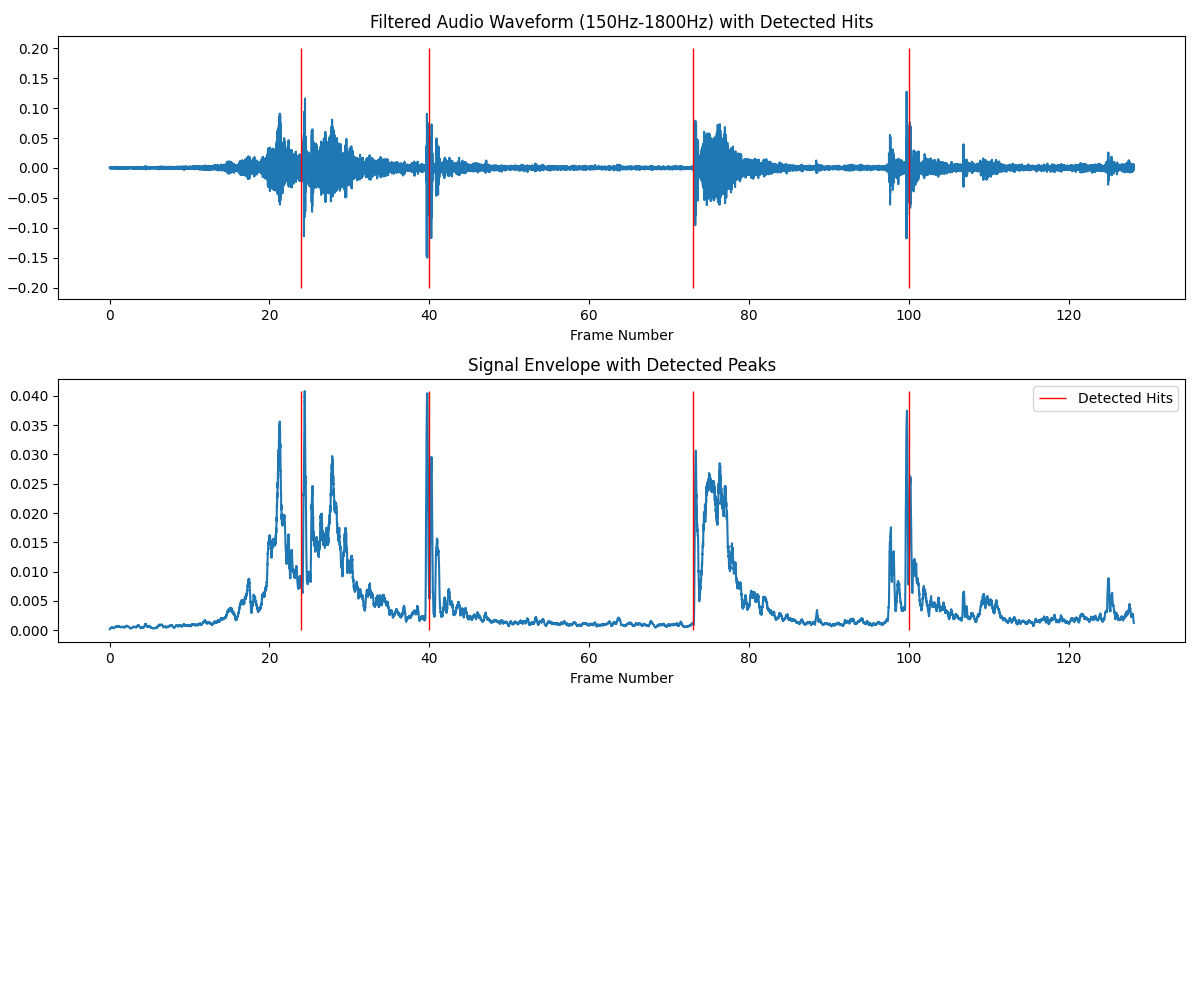 Filtered Audio Waveform (150Hz-1800Hz) with Detected Hits
0.20
0.15
0.10
0.05
0.00
−0.05
−0.10
−0.15
−0.20
0 20 40 60 80 100 120
Frame Number
Signal Envelope with Detected Peaks
0.040
0.035
0.030
0.025
0.020
0.015
0.010
0.005
0.000
Detected Hits
0 20 40 60 80 100 120
Frame Number